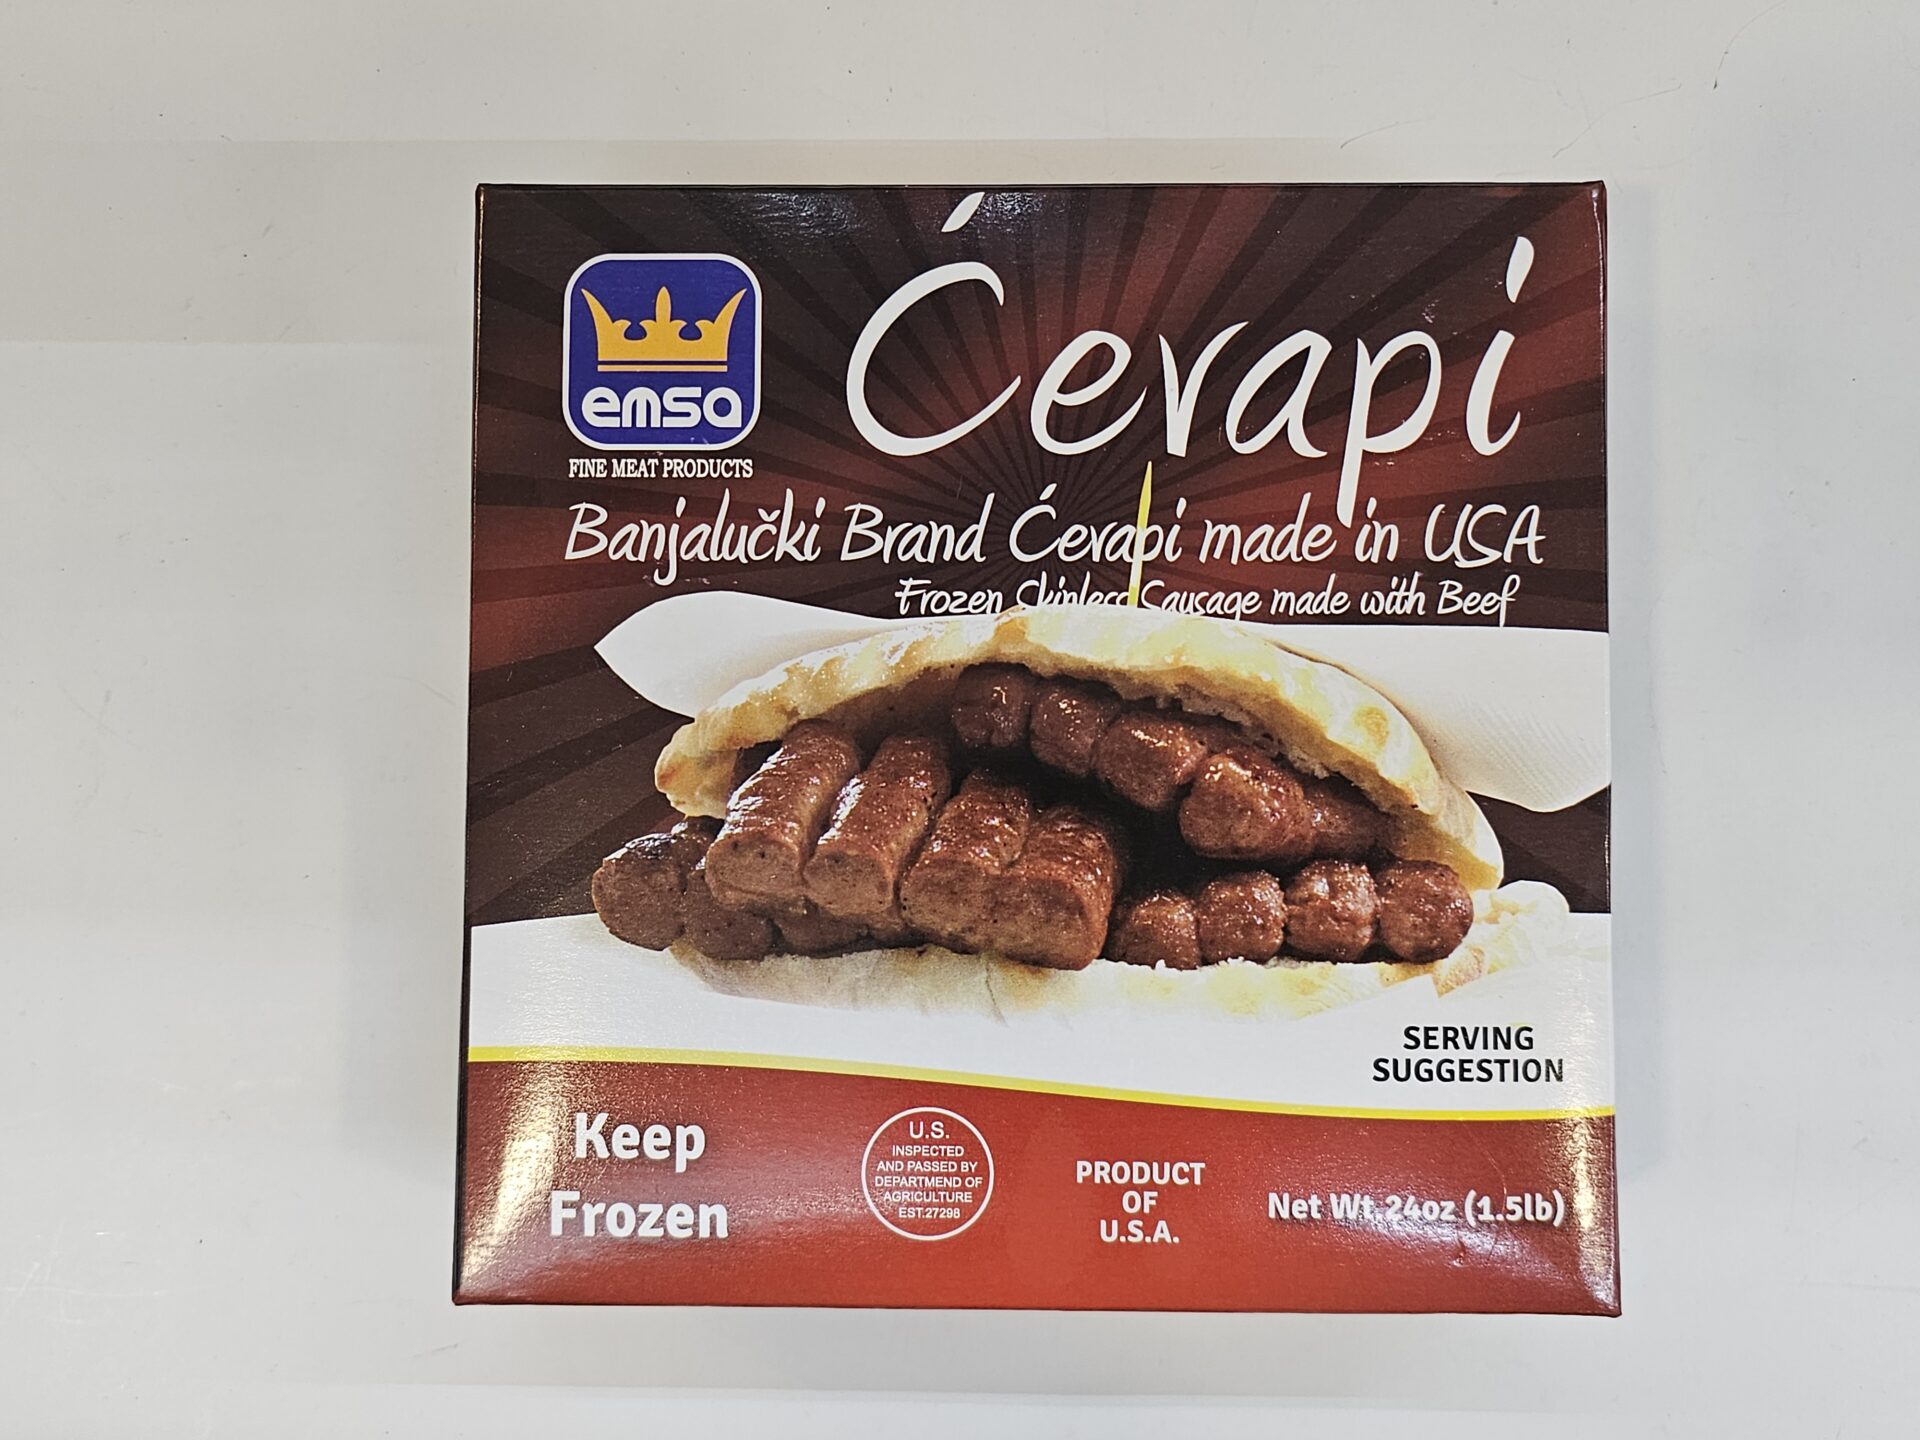 Ćevapi
emsa
FINE MEAT PRODUCTS
Banjalučki Brand Ćevapi made in USA
Frozen Skinless Sausage made with Beef
SERVING
SUGGESTION
Keep
Frozen
U.S.
INSPECTED
AND PASSED BY
DEPARTMEND OF
AGRICULTURE
EST.27298
PRODUCT
OF
U.S.A.
Net Wt.24oz (1.5lb)